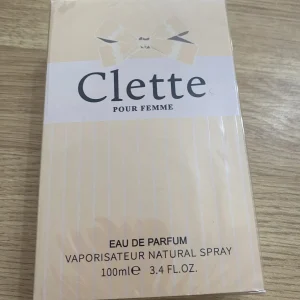 Clette
POUR FEMME
EAU DE PARFUM
VAPORISATEUR NATURAL SPRAY
100ml℮ 3.4 FL.OZ.